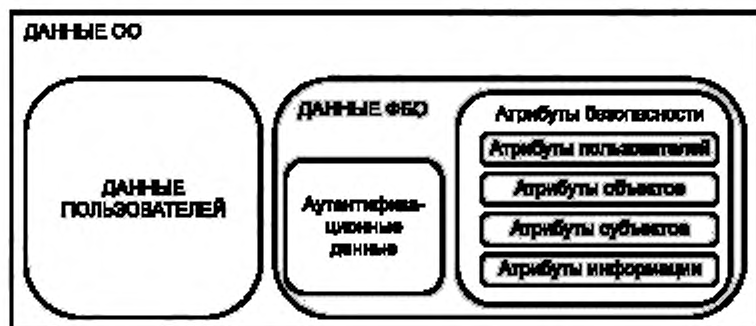 ДАННЫЕ ОО
ДАННЫЕ
ПОЛЬЗОВАТЕЛЕЙ
ДАННЫЕ ФБО
Аутентифика-
ционные
данные
Атрибуты безопасности
Атрибуты пользователей
Атрибуты объектов
Атрибуты субъектов
Атрибуты информации